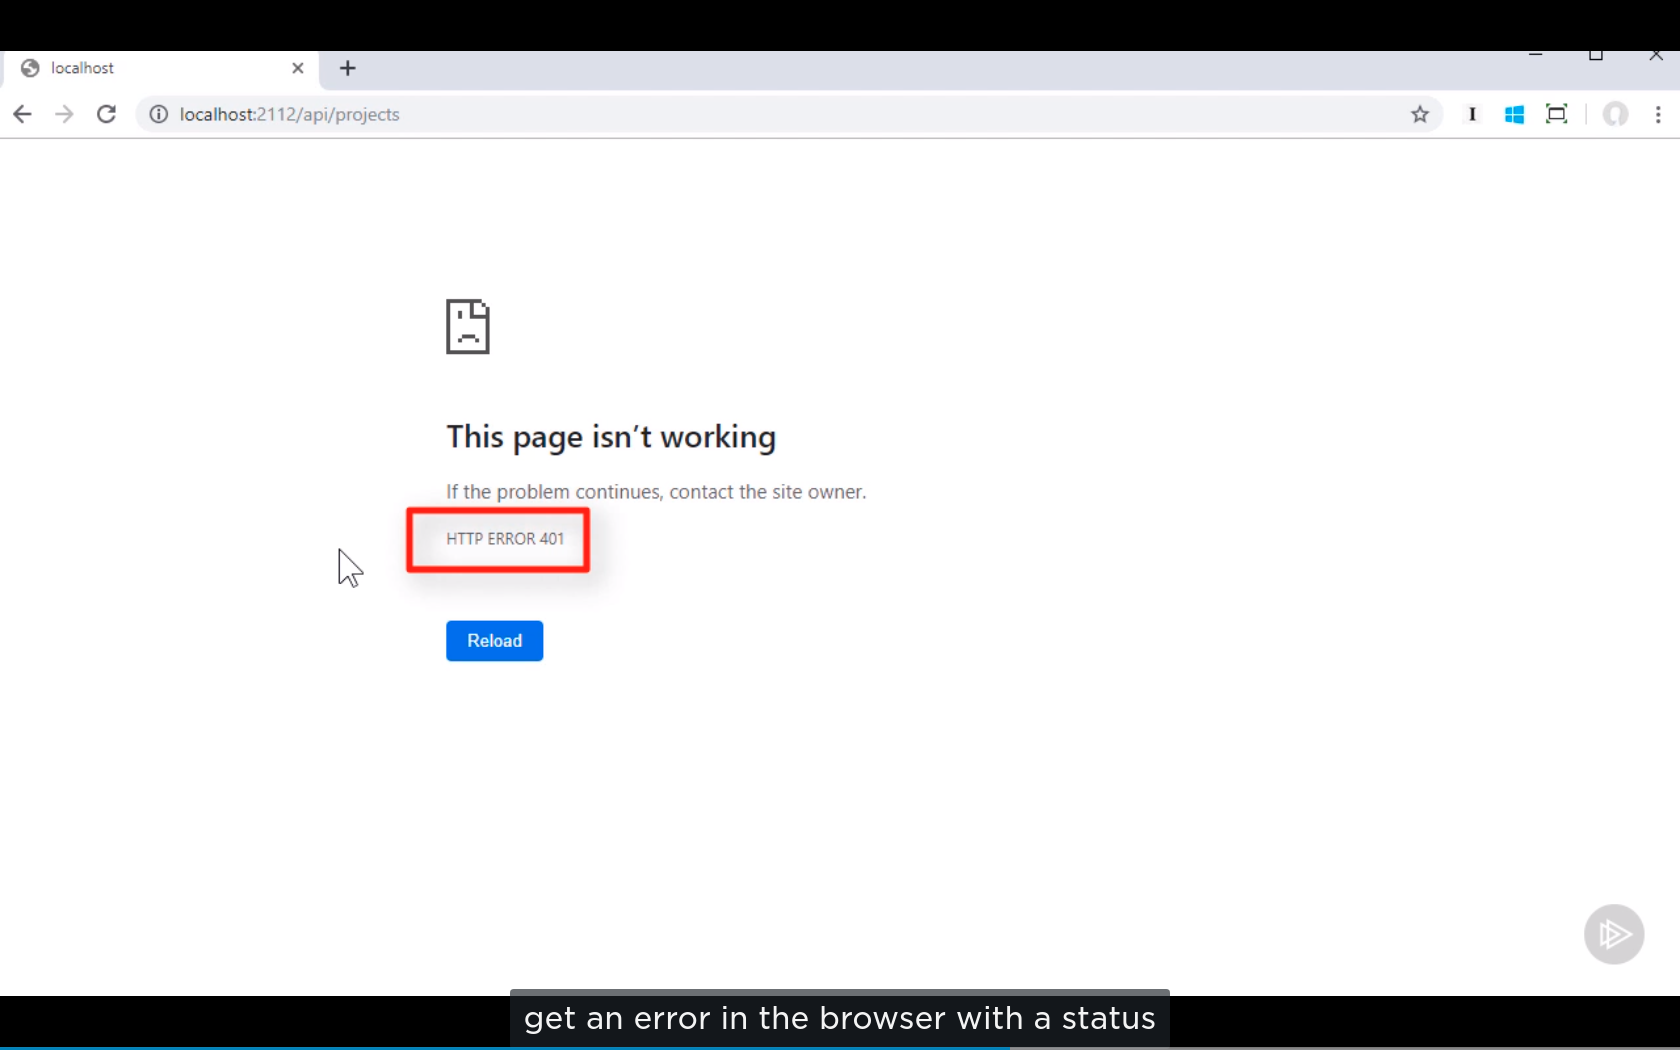 localhost
localhost:2112/api/projects
I
This page isn’t working
If the problem continues, contact the site owner.
HTTP ERROR 401
Reload
get an error in the browser with a status